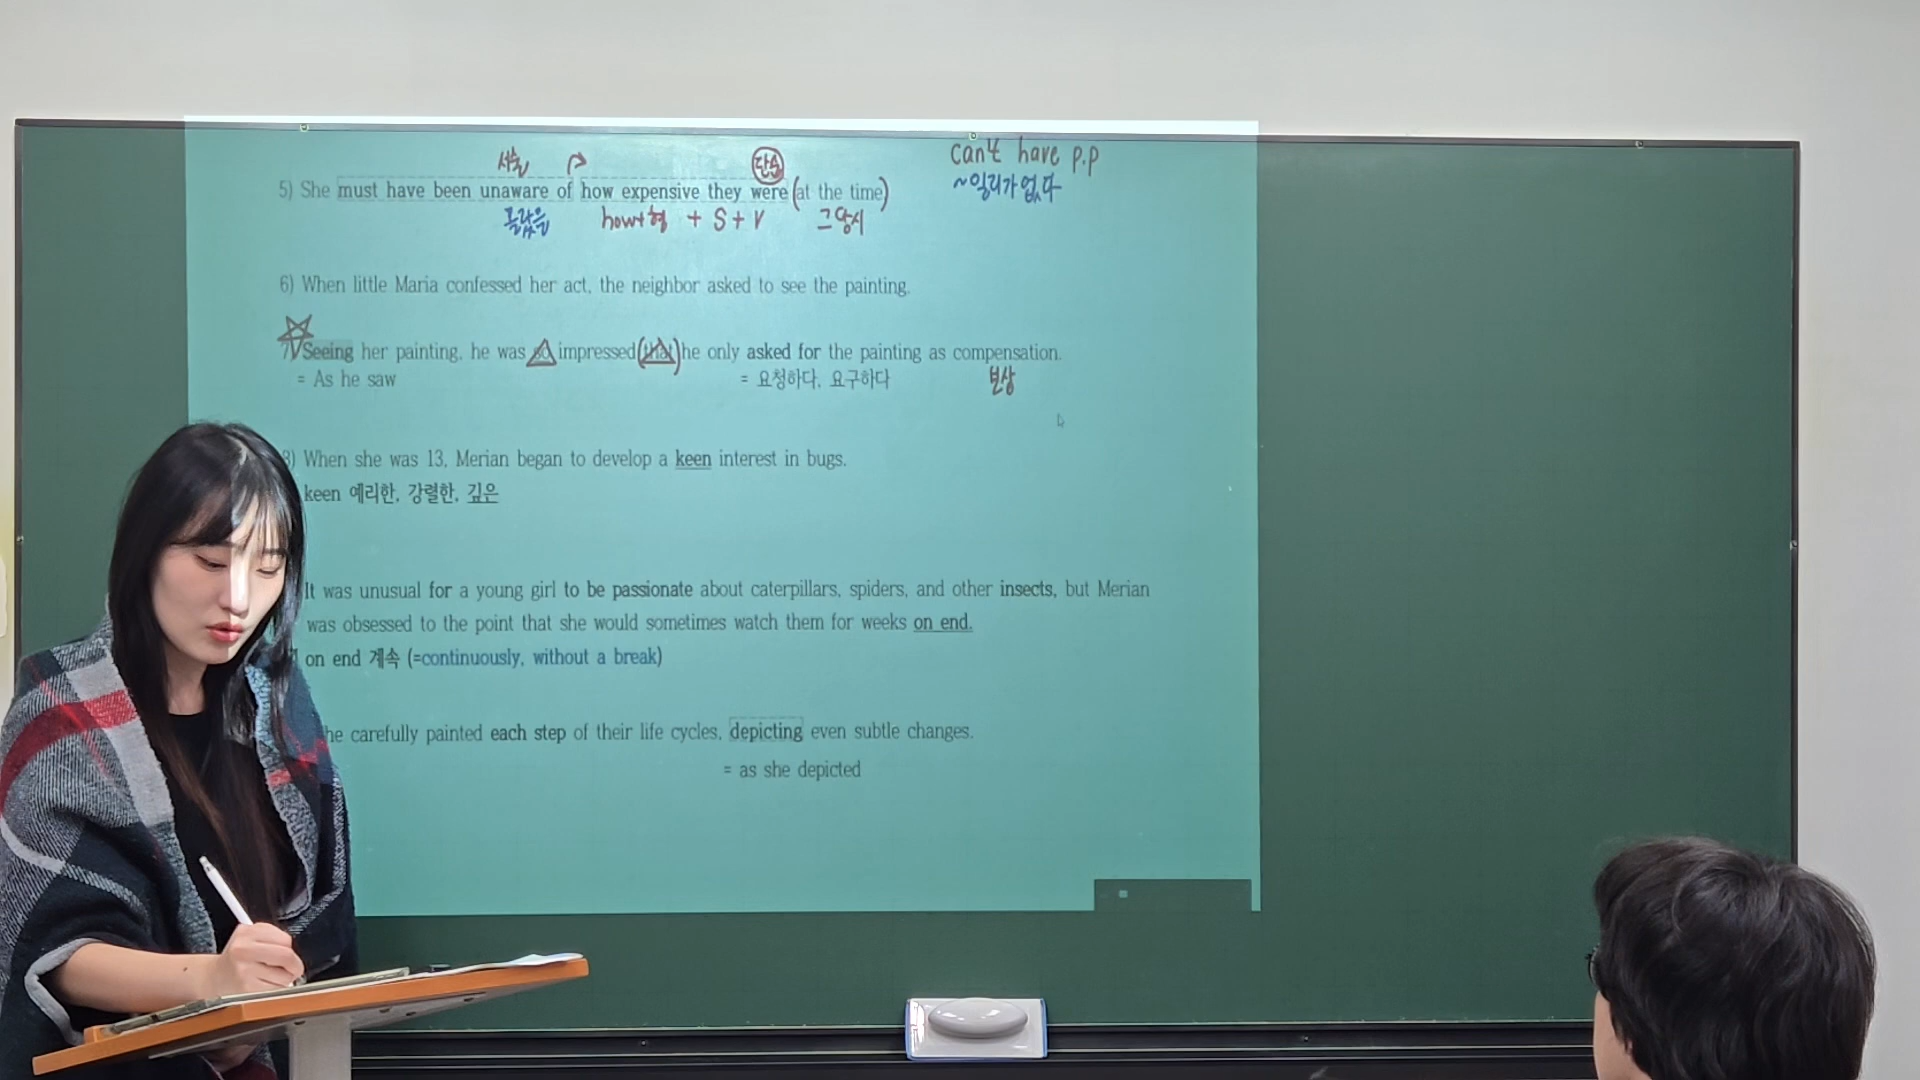 서술 단순 can't have p.p
5) She must have been unaware of how expensive they were (at the time) ~일리가 없다
몰랐을 how+형 + S + V 그 당시
6) When little Maria confessed her act, the neighbor asked to see the painting.
7) Seeing her painting, he was so impressed (that) he only asked for the painting as compensation.
= As he saw = 요청하다, 요구하다 보상
8) When she was 13, Merian began to develop a keen interest in bugs.
keen 예리한, 강렬한, 깊은
It was unusual for a young girl to be passionate about caterpillars, spiders, and other insects, but Merian
was obsessed to the point that she would sometimes watch them for weeks on end.
on end 계속 (=continuously, without a break)
he carefully painted each step of their life cycles, depicting even subtle changes.
= as she depicted